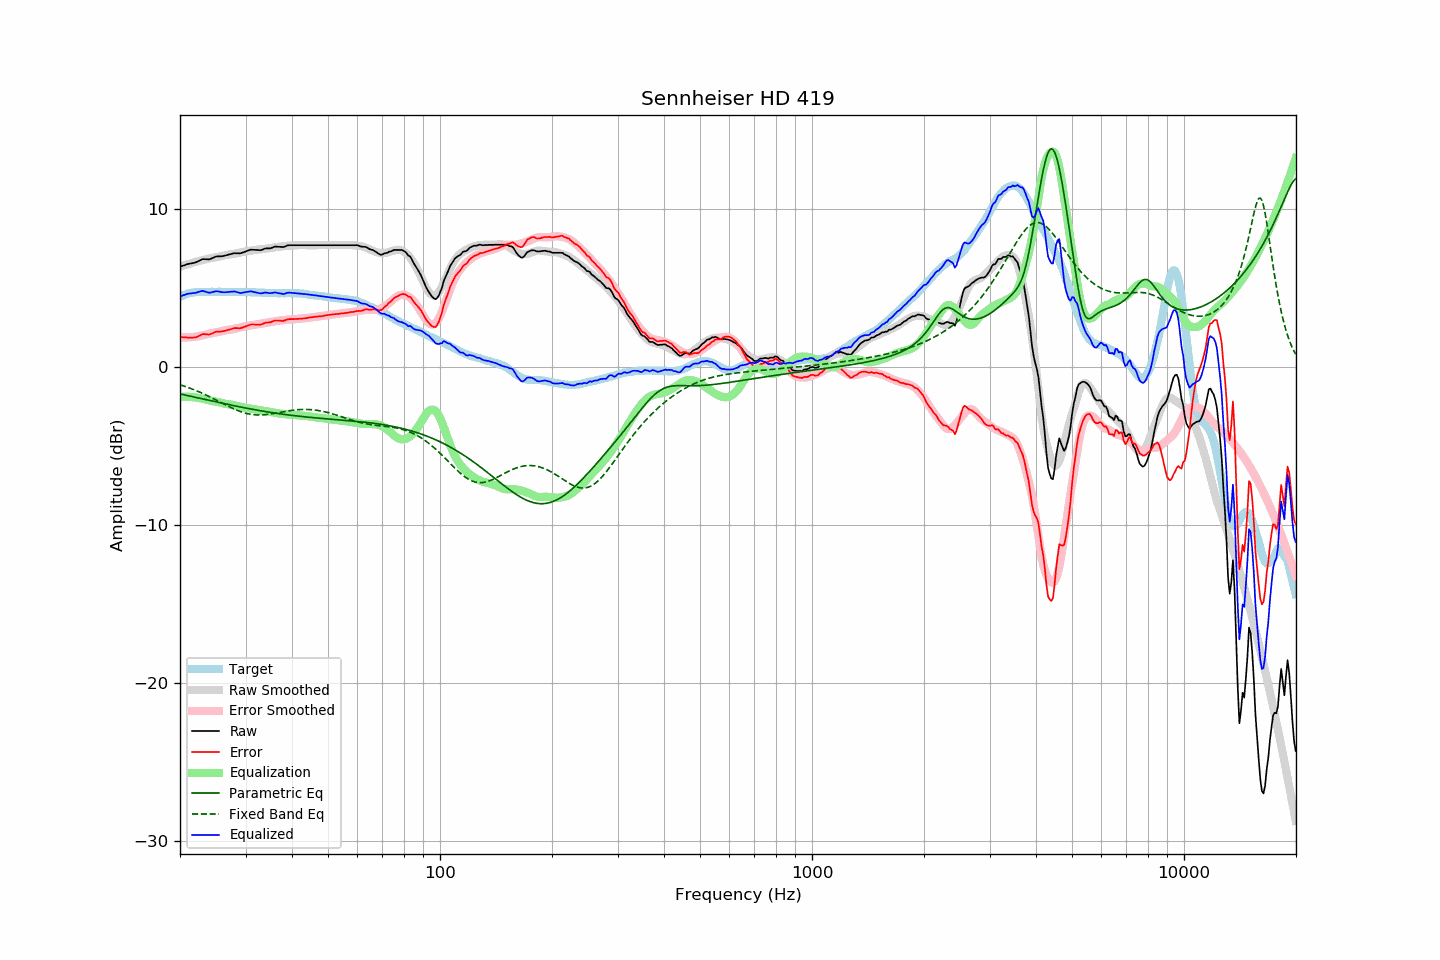 Sennheiser HD 419
Amplitude (dBr)
10
0
−10
−20
−30
Target
Raw Smoothed
Error Smoothed
Raw
Error
Equalization
Parametric Eq
Fixed Band Eq
Equalized
100
1000
10000
Frequency (Hz)